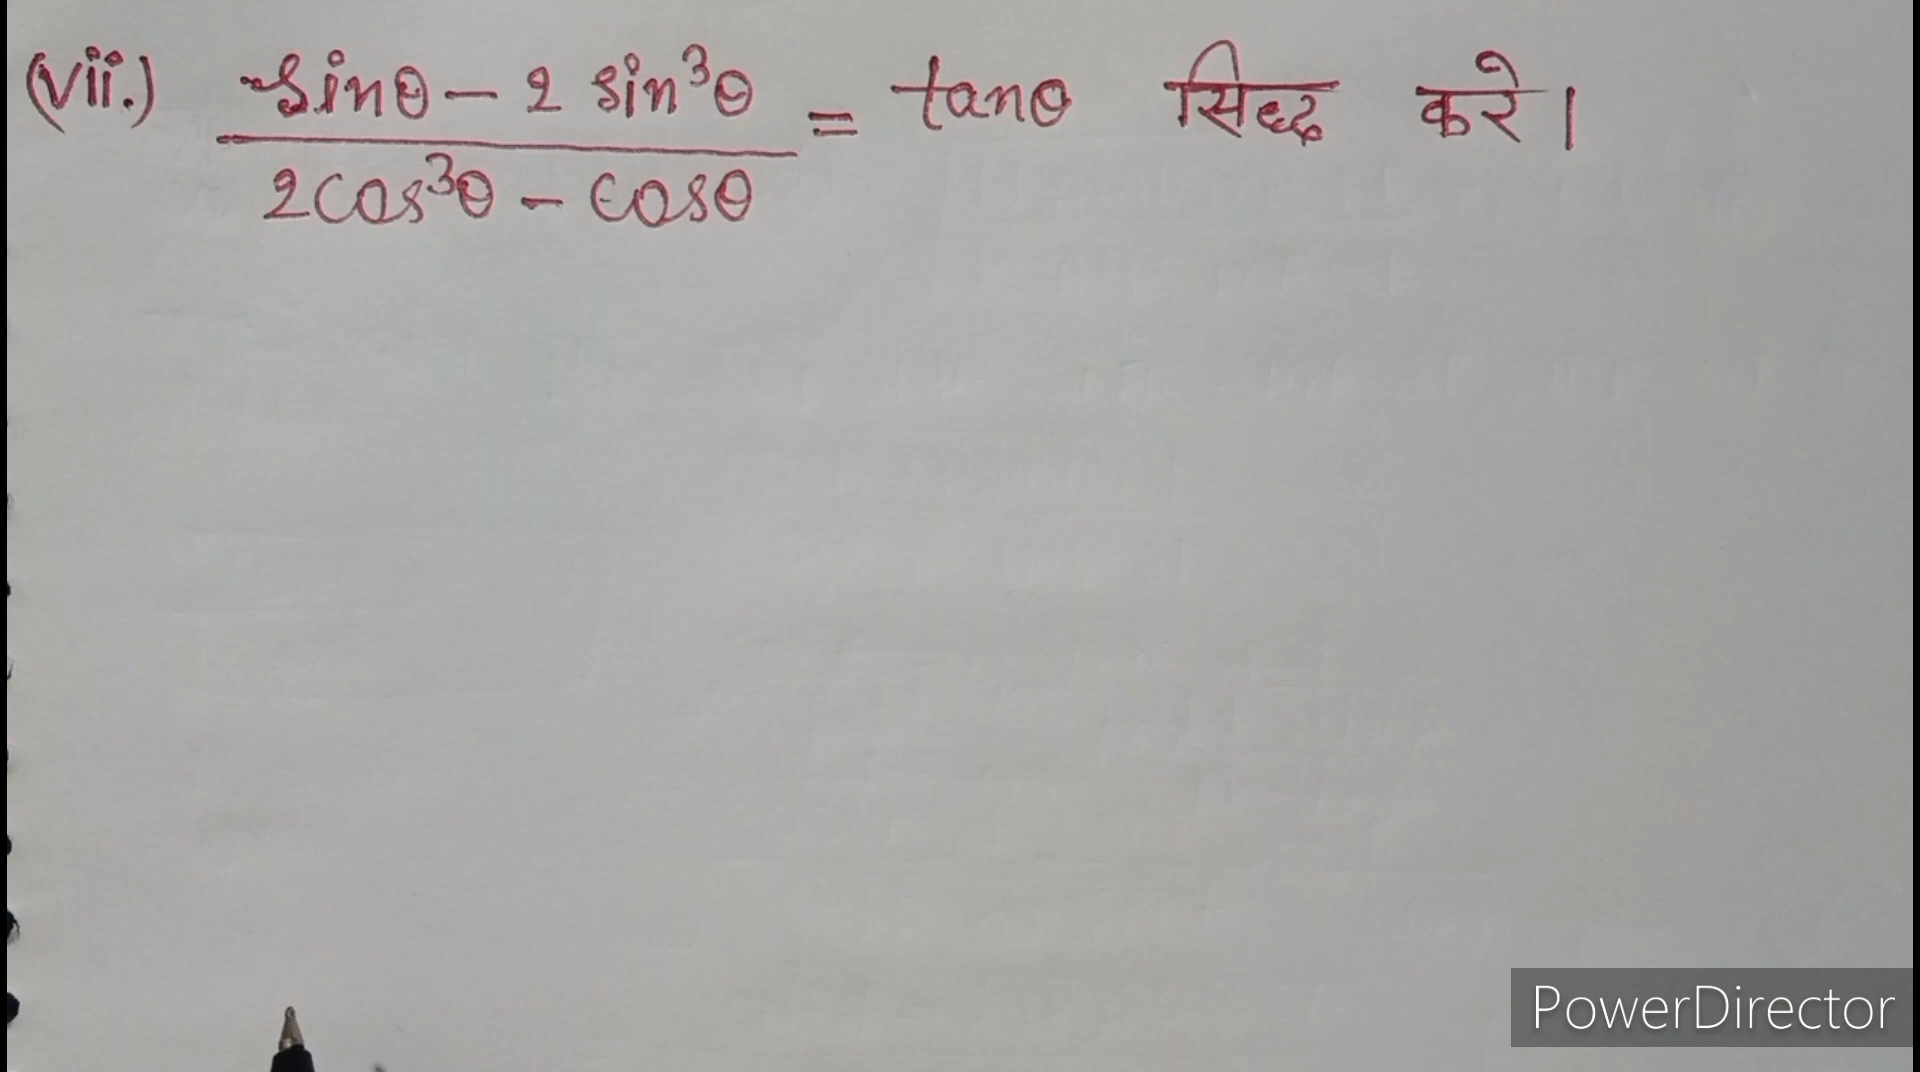 (vii.) sinθ - 2 sin³θ / 2cos³θ - cosθ = tanθ सिद्ध करे।
PowerDirector